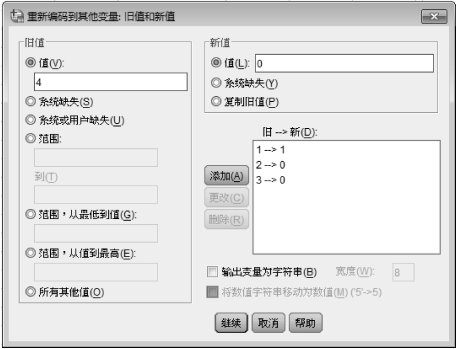 重新编码到其他变量: 旧值和新值
旧值
值(V):
4
系统缺失(S)
系统或用户缺失(U)
范围:
到(T)
范围，从最低到值(G):
范围，从值到最高(E):
所有其他值(O)
新值
值(L): 0
系统缺失(Y)
复制旧值(P)
旧 --> 新(D):
添加(A)
更改(C)
删除(R)
1 --> 1
2 --> 0
3 --> 0
输出变量为字符串(B) 宽度(W): 8
将数值字符串移动为数值(M) ('5'->5)
继续 取消 帮助